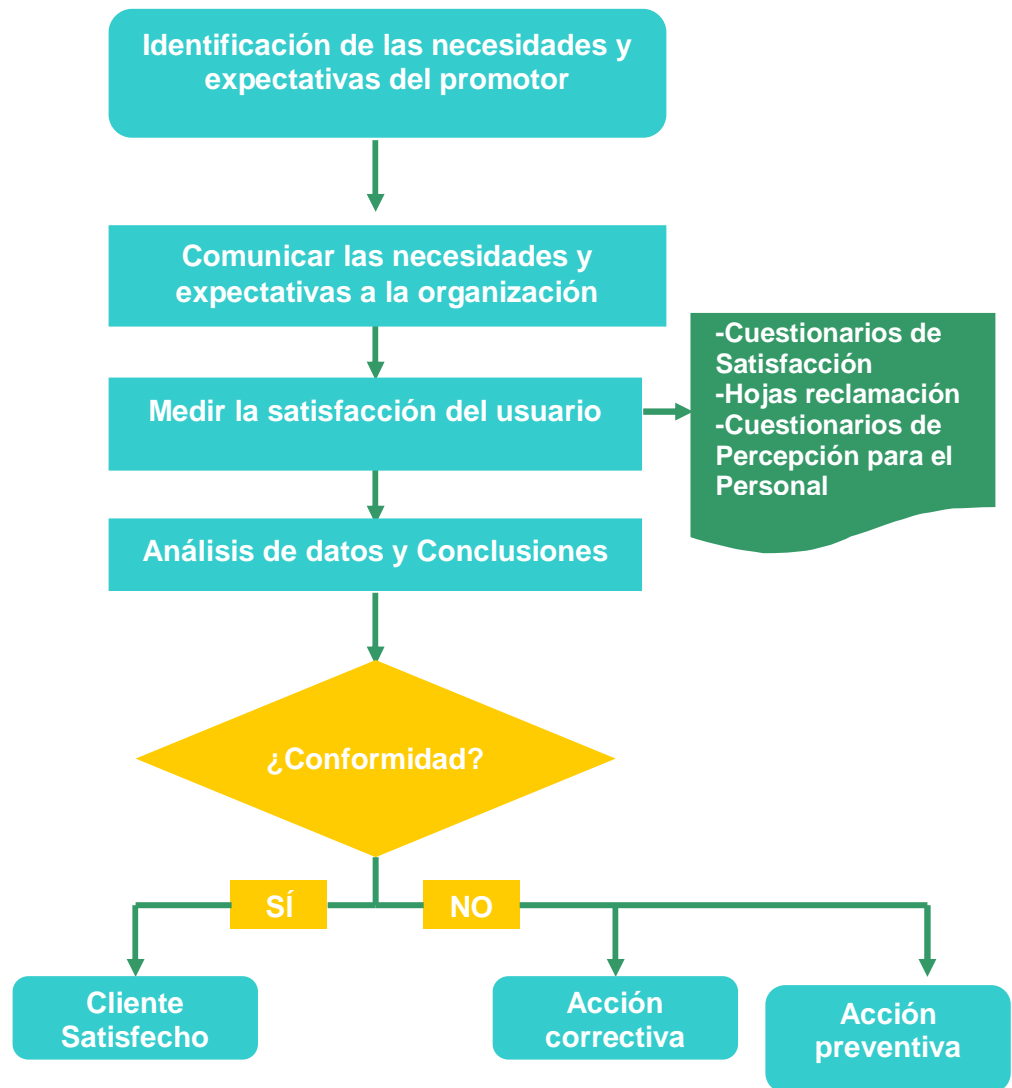 Identificación de las necesidades y
expectativas del promotor
Comunicar las necesidades y
expectativas a la organización
Medir la satisfacción del usuario
-Cuestionarios de
Satisfacción
-Hojas reclamación
-Cuestionarios de
Percepción para el
Personal
Análisis de datos y Conclusiones
¿Conformidad?
SÍ
NO
Cliente
Satisfecho
Acción
correctiva
Acción
preventiva